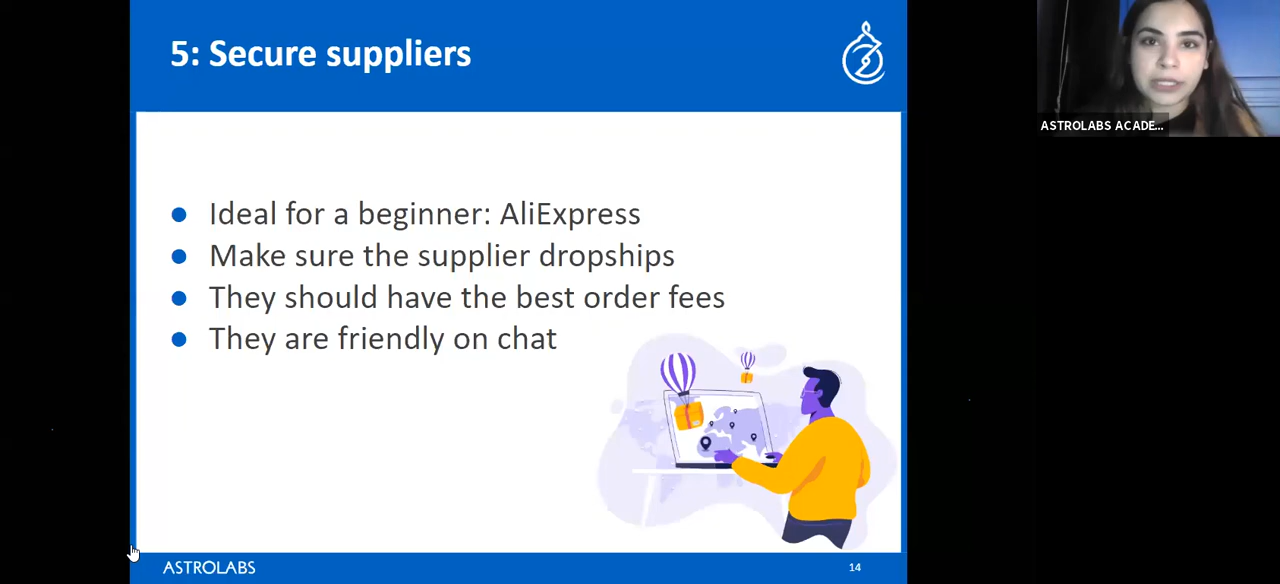 5: Secure suppliers
ASTROLABS ACADE...
● Ideal for a beginner: AliExpress
● Make sure the supplier dropships
● They should have the best order fees
● They are friendly on chat
ASTROLABS
14